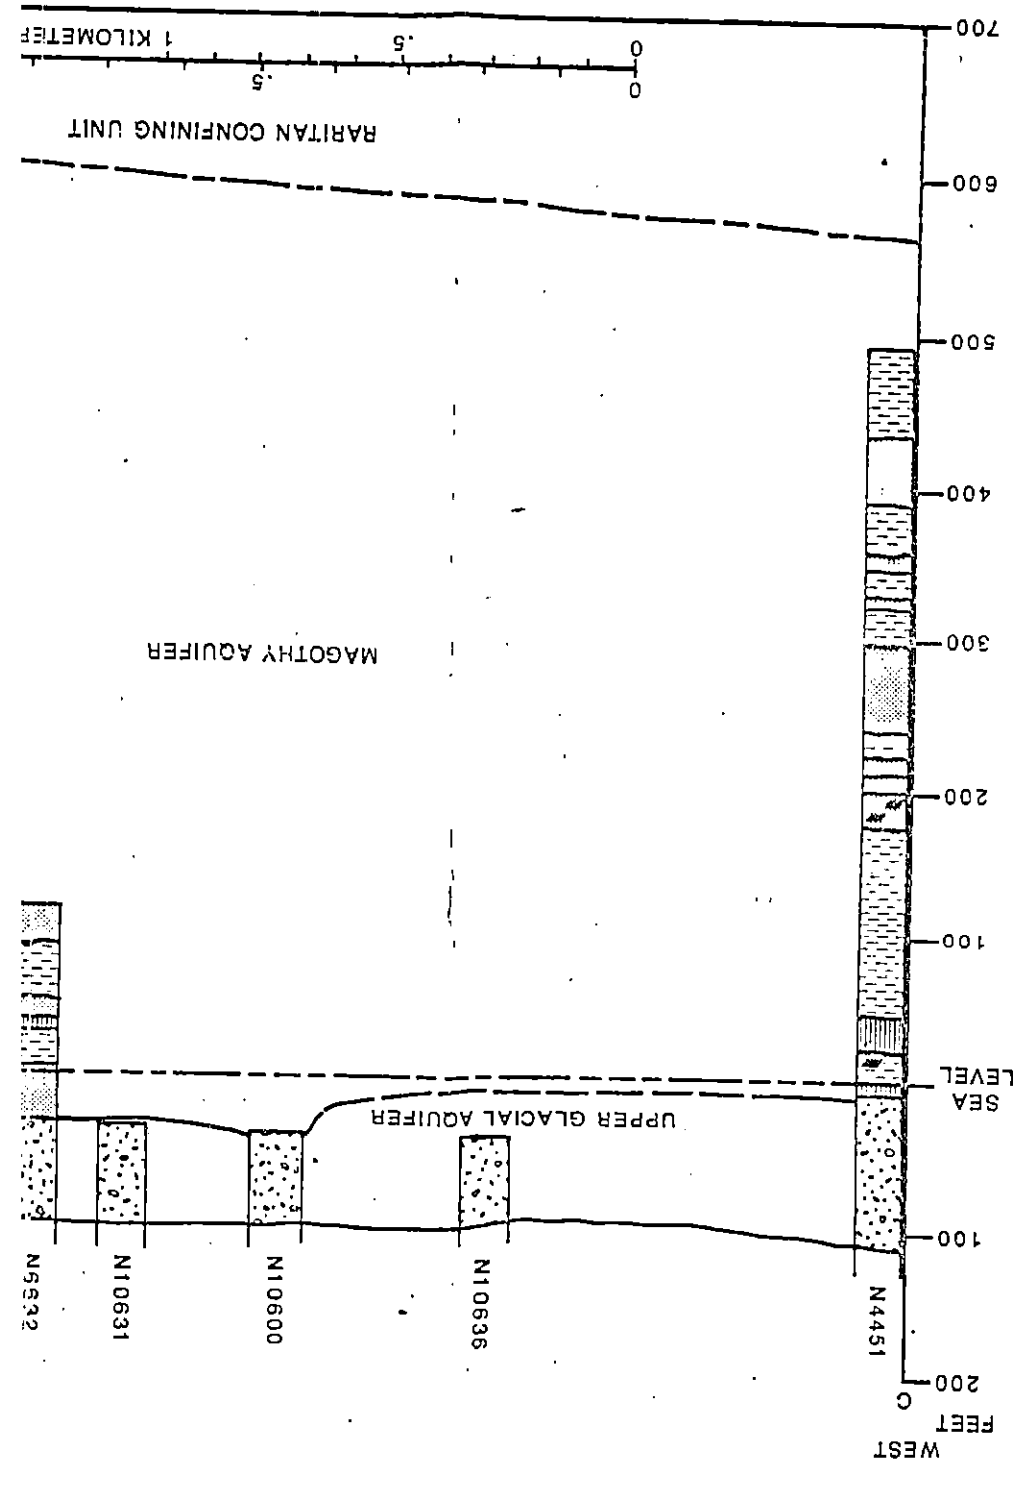 WEST
FEET
C
200
N4451
N10636
N10600
N10631
N6632
100
UPPER GLACIAL AQUIFER
SEA
LEVEL
100
200
MAGOTHY AQUIFER
300
400
500
600
RARITAN CONFINING UNIT
0 .5
0 .5 1 KILOMETER
700